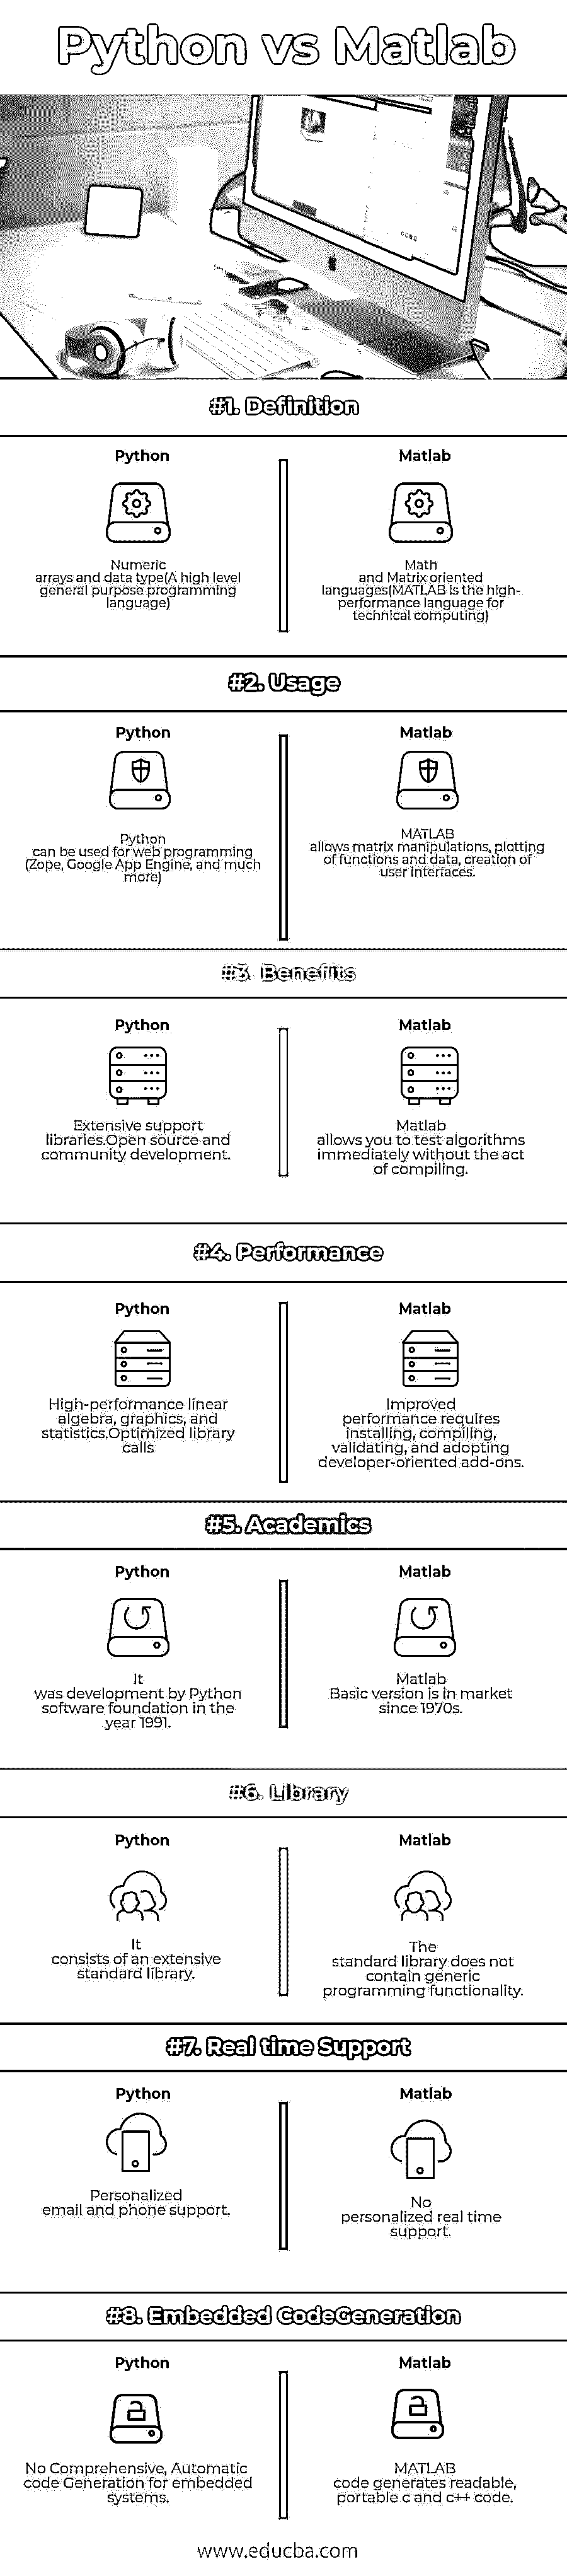 Python vs Matlab
#1. Definition
Python
Matlab
Numeric
arrays and data type(A high level
general purpose programming
language)
Math
and Matrix oriented
languages(MATLAB is the high-
performance language for
technical computing)
#2. Usage
Python
Matlab
Python
can be used for web programming
(Zope, Google App Engine, and much
more)
MATLAB
allows matrix manipulations, plotting
of functions and data, creation of
user interfaces.
#3. Benefits
Python
Matlab
Extensive support
libraries.Open source and
community development.
Matlab
allows you to test algorithms
immediately without the act
of compiling.
#4. Performance
Python
Matlab
High-performance linear
algebra, graphics, and
statistics.Optimized library
calls
Improved
performance requires
installing, compiling,
validating, and adopting
developer-oriented add-ons.
#5. Academics
Python
Matlab
It
was development by Python
software foundation in the
year 1991.
Matlab
Basic version is in market
since 1970s.
#6. Library
Python
Matlab
It
consists of an extensive
standard library.
The
standard library does not
contain generic
programming functionality.
#7. Real time Support
Python
Matlab
Personalized
email and phone support.
No
personalized real time
support.
#8. Embedded CodeGeneration
Python
Matlab
No Comprehensive, Automatic
code Generation for embedded
systems.
MATLAB
code generates readable,
portable c and c++ code.
www.educba.com